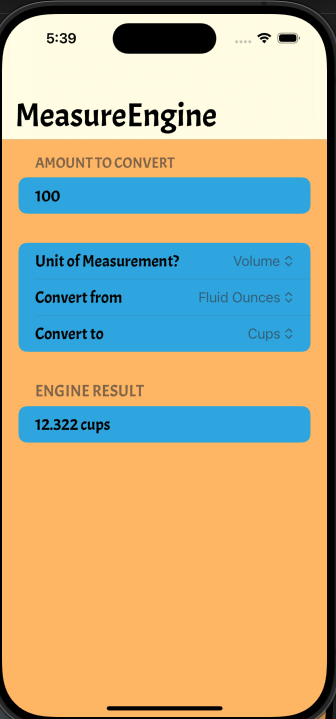 5:39
MeasureEngine
AMOUNT TO CONVERT
100
Unit of Measurement? Volume
Convert from Fluid Ounces
Convert to Cups
ENGINE RESULT
12.322 cups